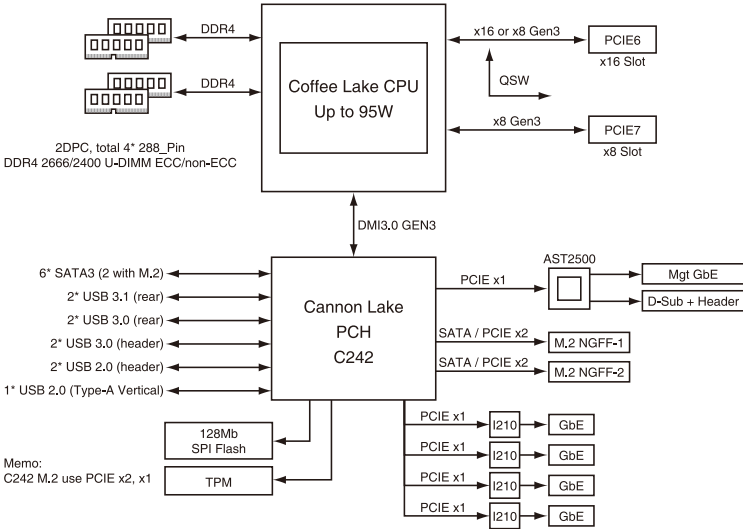 DDR4
DDR4
2DPC, total 4* 288_Pin
DDR4 2666/2400 U-DIMM ECC/non-ECC
Coffee Lake CPU
Up to 95W
x16 or x8 Gen3
PCIE6
x16 Slot
QSW
x8 Gen3
PCIE7
x8 Slot
DMI3.0 GEN3
6* SATA3 (2 with M.2)
2* USB 3.1 (rear)
2* USB 3.0 (rear)
2* USB 3.0 (header)
2* USB 2.0 (header)
1* USB 2.0 (Type-A Vertical)
Cannon Lake
PCH
C242
PCIE x1
AST2500
Mgt GbE
D-Sub + Header
SATA / PCIE x2
M.2 NGFF-1
SATA / PCIE x2
M.2 NGFF-2
128Mb
SPI Flash
TPM
Memo:
C242 M.2 use PCIE x2, x1
PCIE x1
I210
GbE
PCIE x1
I210
GbE
PCIE x1
I210
GbE
PCIE x1
I210
GbE